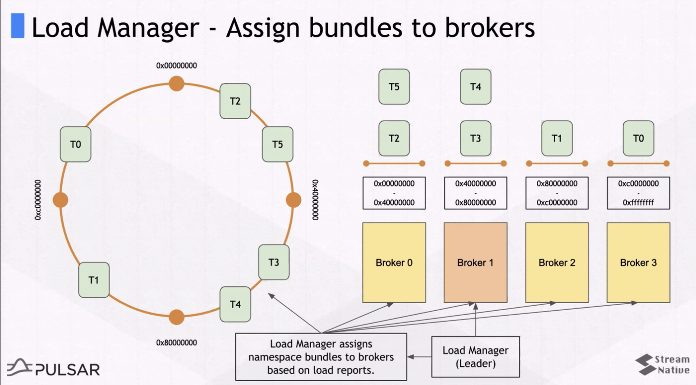 Load Manager - Assign bundles to brokers
0x00000000
T2
T5
T0
0xc0000000
0x40000000
T3
T1
T4
0x80000000
T5
T4
T2
T3
T1
T0
0x00000000
-
0x40000000
0x40000000
-
0x80000000
0x80000000
-
0xc0000000
0xc0000000
-
0xffffffff
Broker 0
Broker 1
Broker 2
Broker 3
Load Manager assigns
namespace bundles to brokers
based on load reports.
Load Manager
(Leader)
PULSAR
Stream
Native